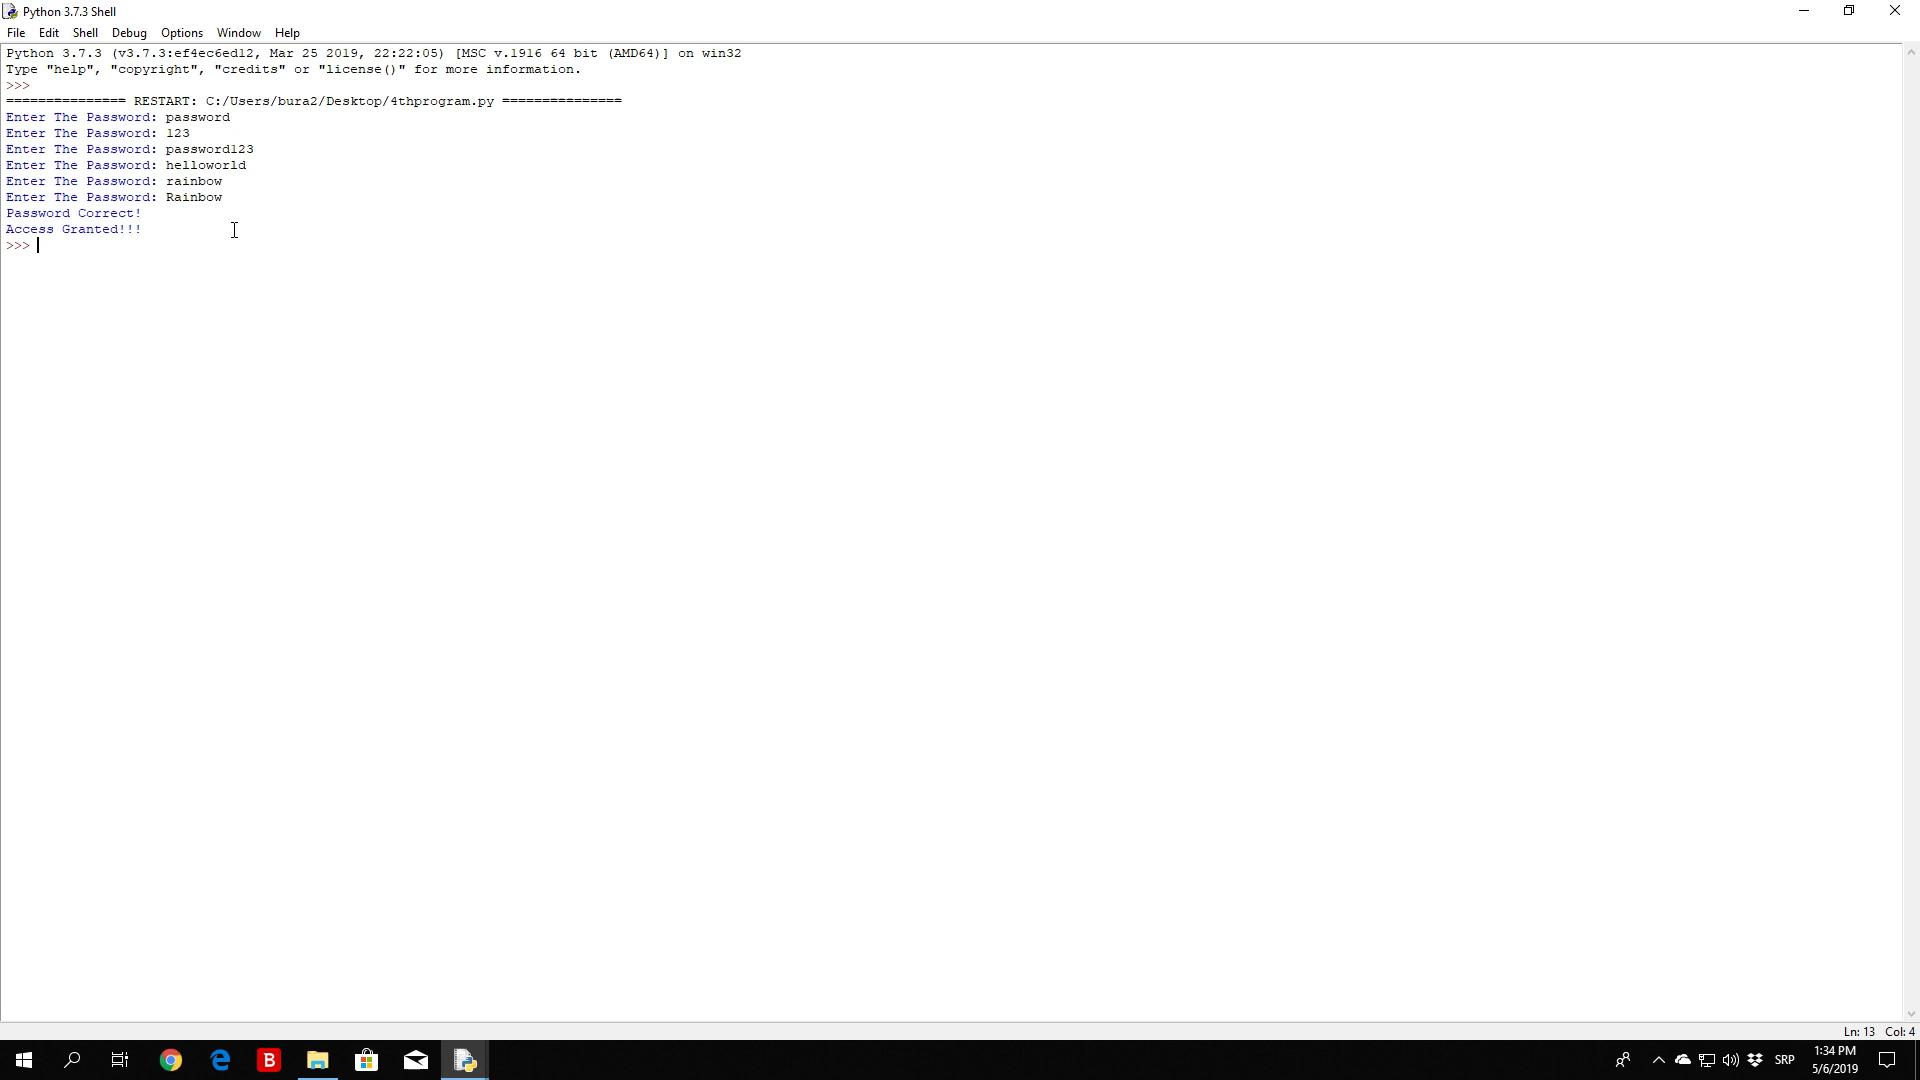 Python 3.7.3 Shell
File Edit Shell Debug Options Window Help
Python 3.7.3 (v3.7.3:ef4ec6ed12, Mar 25 2019, 22:22:05) [MSC v.1916 64 bit (AMD64)] on win32
Type "help", "copyright", "credits" or "license()" for more information.
>>>
=============== RESTART: C:/Users/bura2/Desktop/4thprogram.py ===============
Enter The Password: password
Enter The Password: 123
Enter The Password: password123
Enter The Password: helloworld
Enter The Password: rainbow
Enter The Password: Rainbow
Password Correct!
Access Granted!!!
>>>
Ln: 13 Col: 4
B
SRP
1:34 PM
5/6/2019